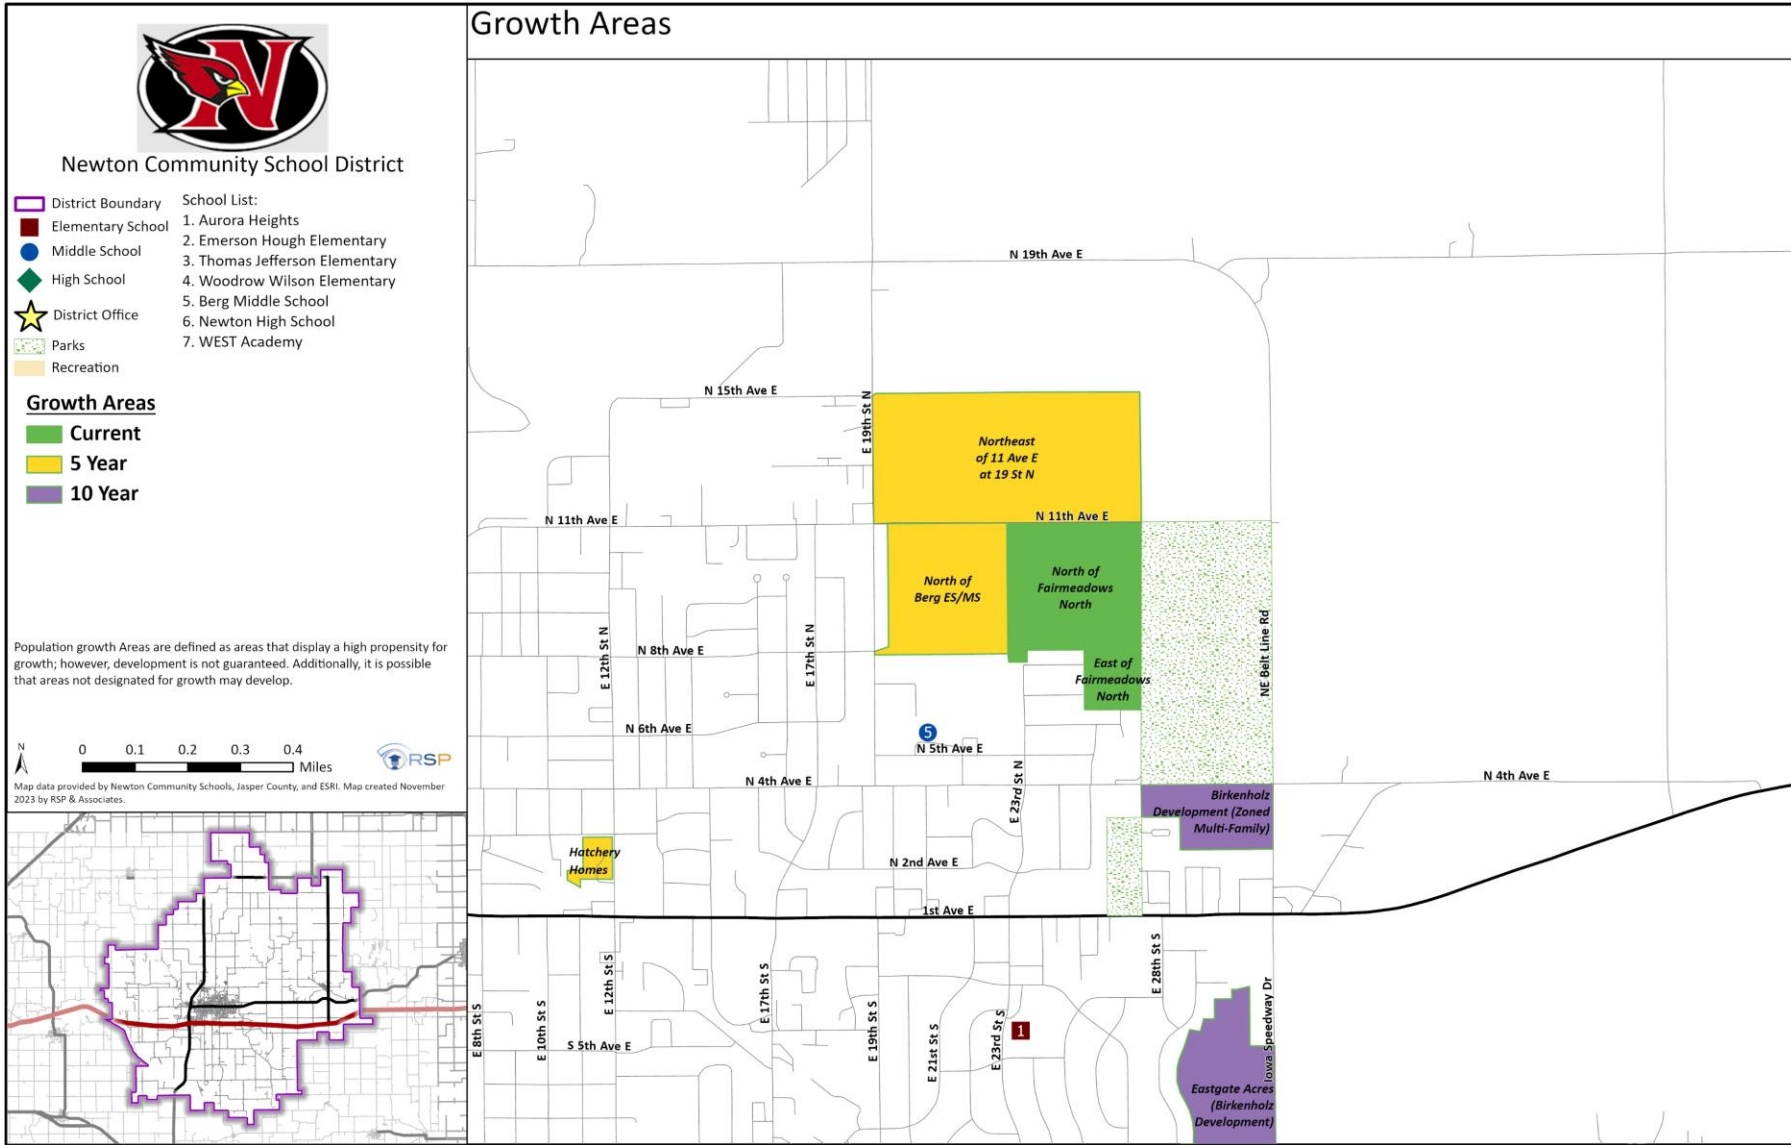 Growth Areas
N
Newton Community School District
District Boundary
Elementary School
Middle School
High School
District Office
Parks
Recreation
School List:
1. Aurora Heights
2. Emerson Hough Elementary
3. Thomas Jefferson Elementary
4. Woodrow Wilson Elementary
5. Berg Middle School
6. Newton High School
7. WEST Academy
Growth Areas
Current
5 Year
10 Year
Population growth Areas are defined as areas that display a high propensity for
growth; however, development is not guaranteed. Additionally, it is possible
that areas not designated for growth may develop.
N
0 0.1 0.2 0.3 0.4
Miles
RSP
Map data provided by Newton Community Schools, Jasper County, and ESRI. Map created November
2023 by RSP & Associates.
N 19th Ave E
N 15th Ave E
E 19th St N
Northeast
of 11 Ave E
at 19 St N
N 11th Ave E
N 11th Ave E
North of
Berg ES/MS
North of
Fairmeadows
North
East of
Fairmeadows
North
NE Belt Line Rd
E 12th St N
N 8th Ave E
E 17th St N
N 6th Ave E
5
N 5th Ave E
N 4th Ave E
E 23rd St N
N 4th Ave E
Birkenholz
Development (Zoned
Multi-Family)
Hatchery
Homes
N 2nd Ave E
1st Ave E
E 8th St S
E 10th St S
E 12th St S
S 5th Ave E
E 17th St S
E 19th St S
E 21st St S
E 23rd St S
1
E 28th St S
Iowa Speedway Dr
Eastgate Acres
(Birkenholz
Development)